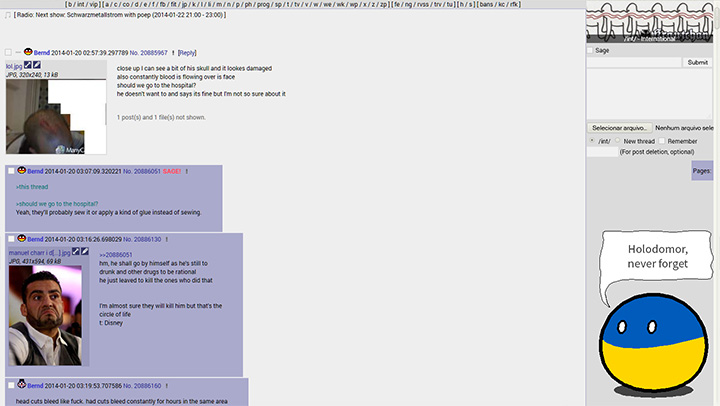 [ b / int / vip ] [ a / c / co / d / e / f / fb / fit / jp / k / l / li / m / n / p / ph / prog / sp / t / tv / v / w / we / wk / wp / x / z / zp ] [ fe / ng / rvss / trv / tu ] [ h / s ] [ bans / kc / rfk ]
[ Radio: Next show: Schwarzmetallstrom with poep (2014-01-22 21:00 - 23:00) ]
Bernd 2014-01-20 02:57:39.297789 No. 20885967 ! [Reply]
lol.jpg
JPG, 320x240, 13 kB
ManyC
close up I can see a bit of his skull and it lookes damaged
also constantly blood is flowing over is face
should we go to the hospital?
he doesn't want to and says its fine but I'm not so sure about it
1 post(s) and 1 file(s) not shown.
Bernd 2014-01-20 03:07:09.320221 No. 20886051 SAGE! !
>this thread
>should we go to the hospital?
Yeah, they'll probably sew it or apply a kind of glue instead of sewing.
Bernd 2014-01-20 03:16:26.698029 No. 20886130 !
manuel charr i d[...].jpg
JPG, 431x594, 69 kB
>>20886051
hm, he shall go by himself as he's still to
drunk and other drugs to be rational
he just leaved to kill the ones who did that
I'm almost sure they will kill him but that's the
circle of life
t: Disney
Bernd 2014-01-20 03:19:53.707586 No. 20886160 !
head cuts bleed like fuck. had cuts bleed constantly for hours in the same area
/int/ - International
Sage
Submit
Selecionar arquivo... Nenhum arquivo sele
* /int/ New thread Remember
(For post deletion, optional)
Pages:
Holodomor,
never forget